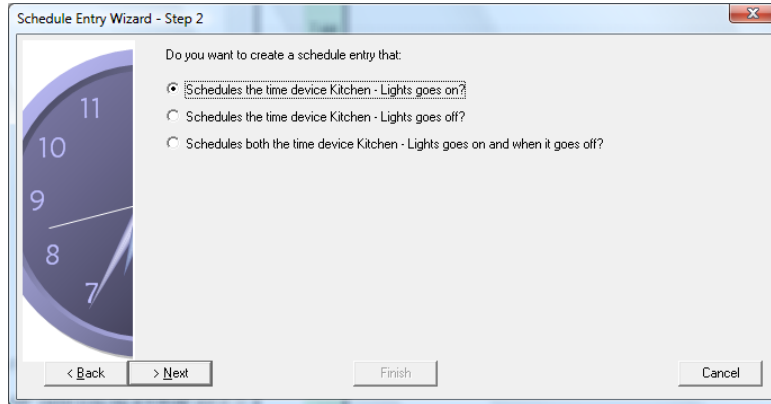 Schedule Entry Wizard - Step 2
Do you want to create a schedule entry that:
Schedules the time device Kitchen - Lights goes on?
Schedules the time device Kitchen - Lights goes off?
Schedules both the time device Kitchen - Lights goes on and when it goes off?
11
10
9
8
7
< Back > Next Finish Cancel